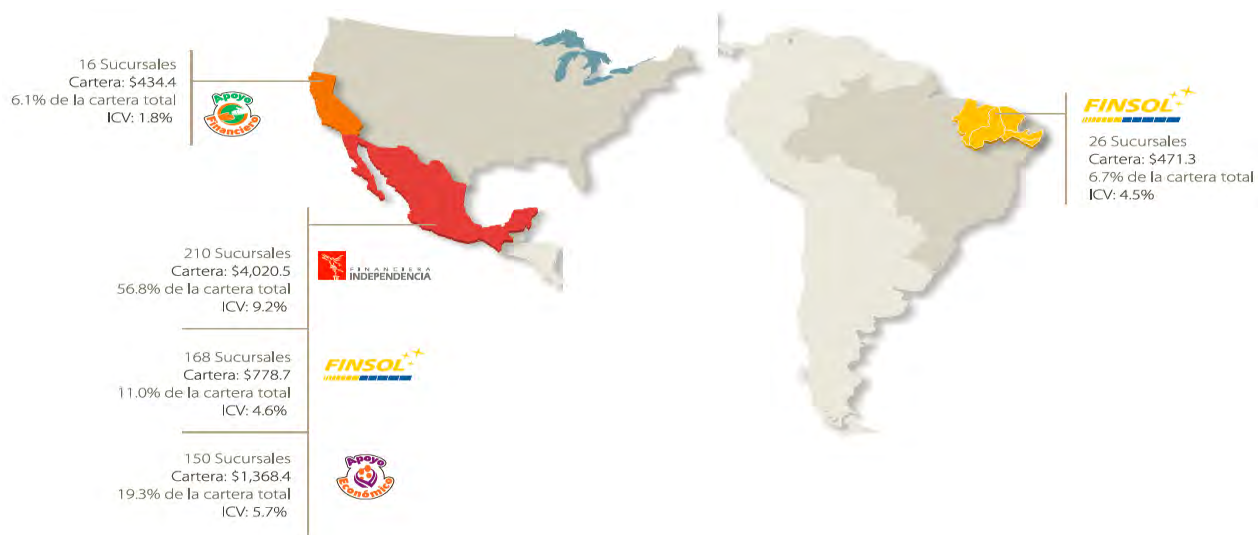 16 Sucursales
Cartera: $434.4
6.1% de la cartera total
ICV: 1.8%
Apoyo
Financiero
FINSOL
26 Sucursales
Cartera: $471.3
6.7% de la cartera total
ICV: 4.5%
210 Sucursales
Cartera: $4,020.5
56.8% de la cartera total
ICV: 9.2%
FINANCIERA
INDEPENDENCIA
168 Sucursales
Cartera: $778.7
11.0% de la cartera total
ICV: 4.6%
FINSOL
150 Sucursales
Cartera: $1,368.4
19.3% de la cartera total
ICV: 5.7%
Apoyo
Económico